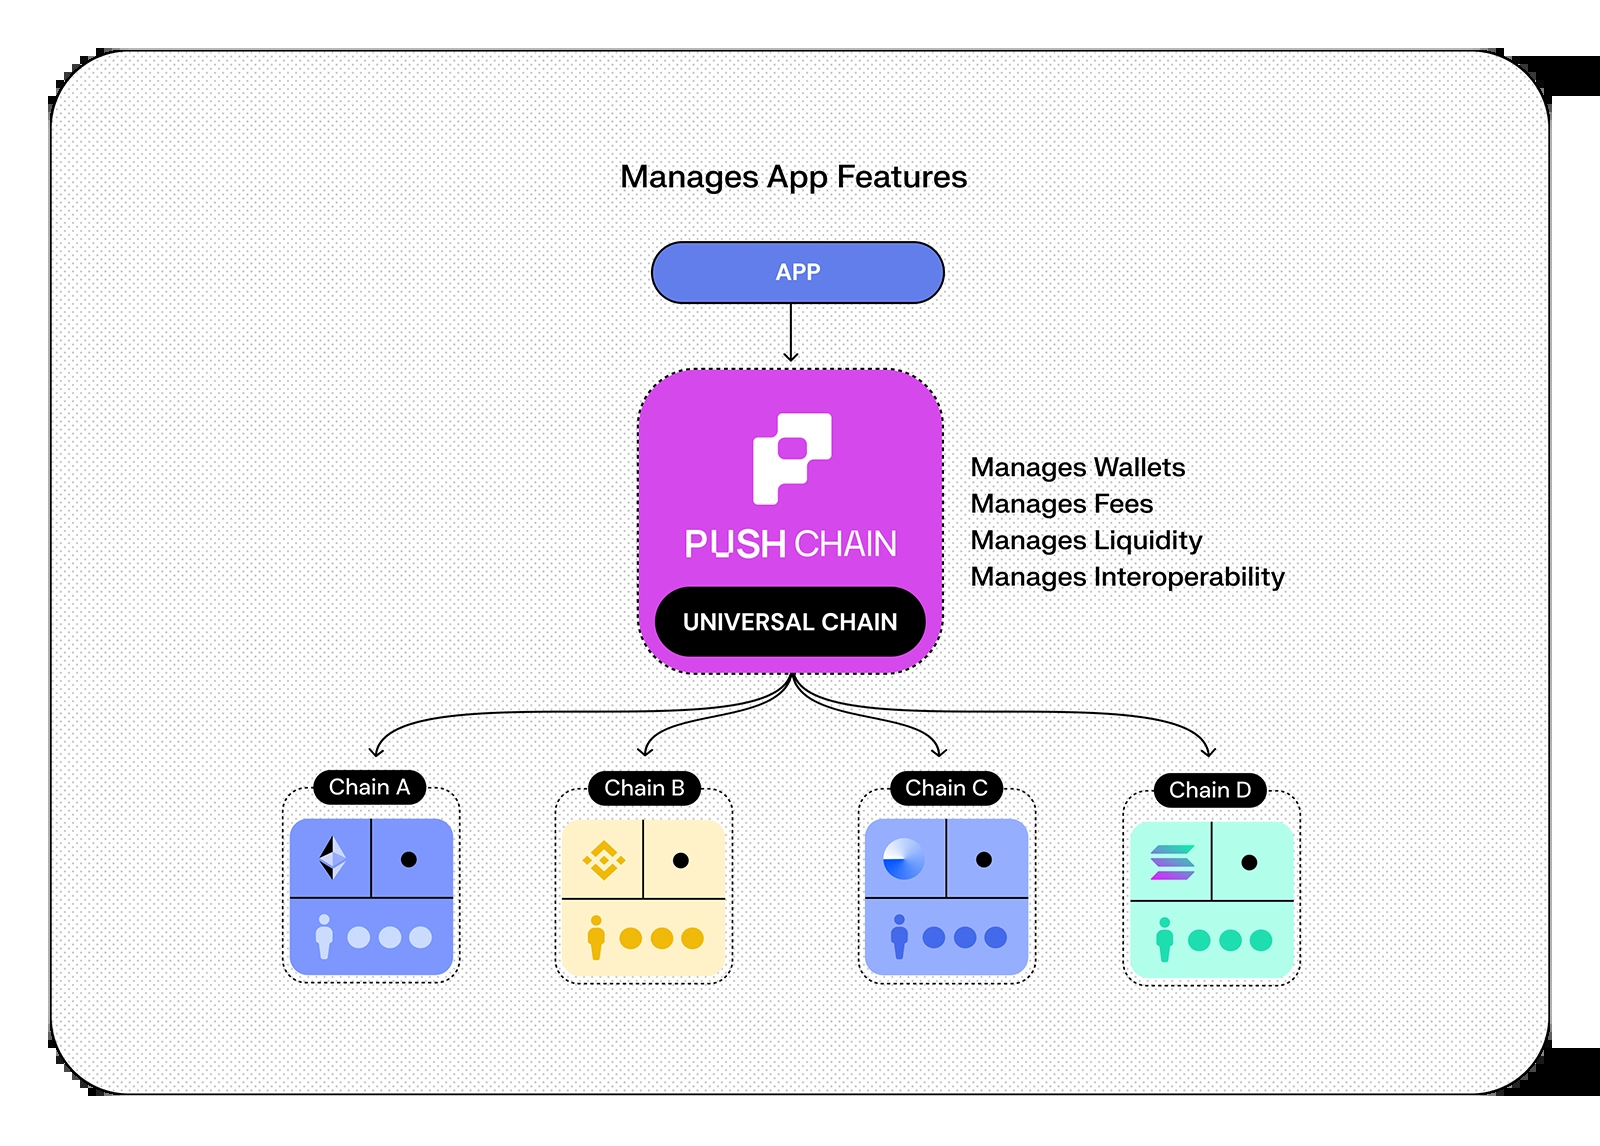 Manages App Features
APP
PUSH CHAIN
UNIVERSAL CHAIN
Manages Wallets
Manages Fees
Manages Liquidity
Manages Interoperability
Chain A
Chain B
Chain C
Chain D